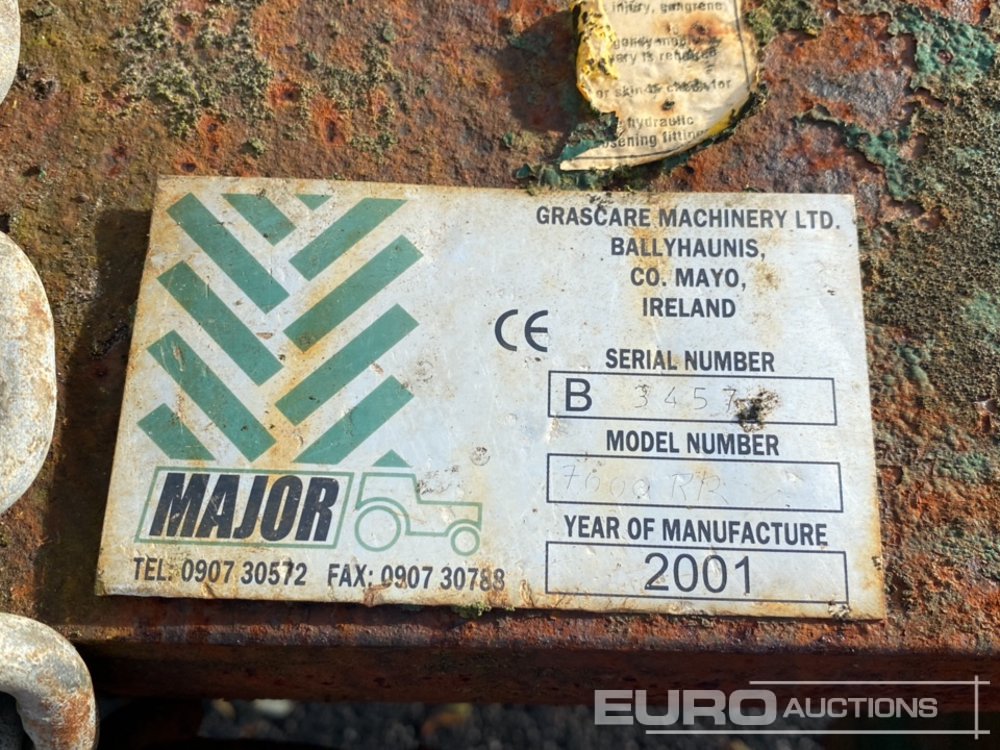 injury, gangrene
hydraulic
GRASCARE MACHINERY LTD.
BALLYHAUNIS,
CO. MAYO,
IRELAND
CE
SERIAL NUMBER
B 3457
MODEL NUMBER
YEAR OF MANUFACTURE
2001
MAJOR
TEL: 0907 30572 FAX: 0907 30788
EURO AUCTIONS